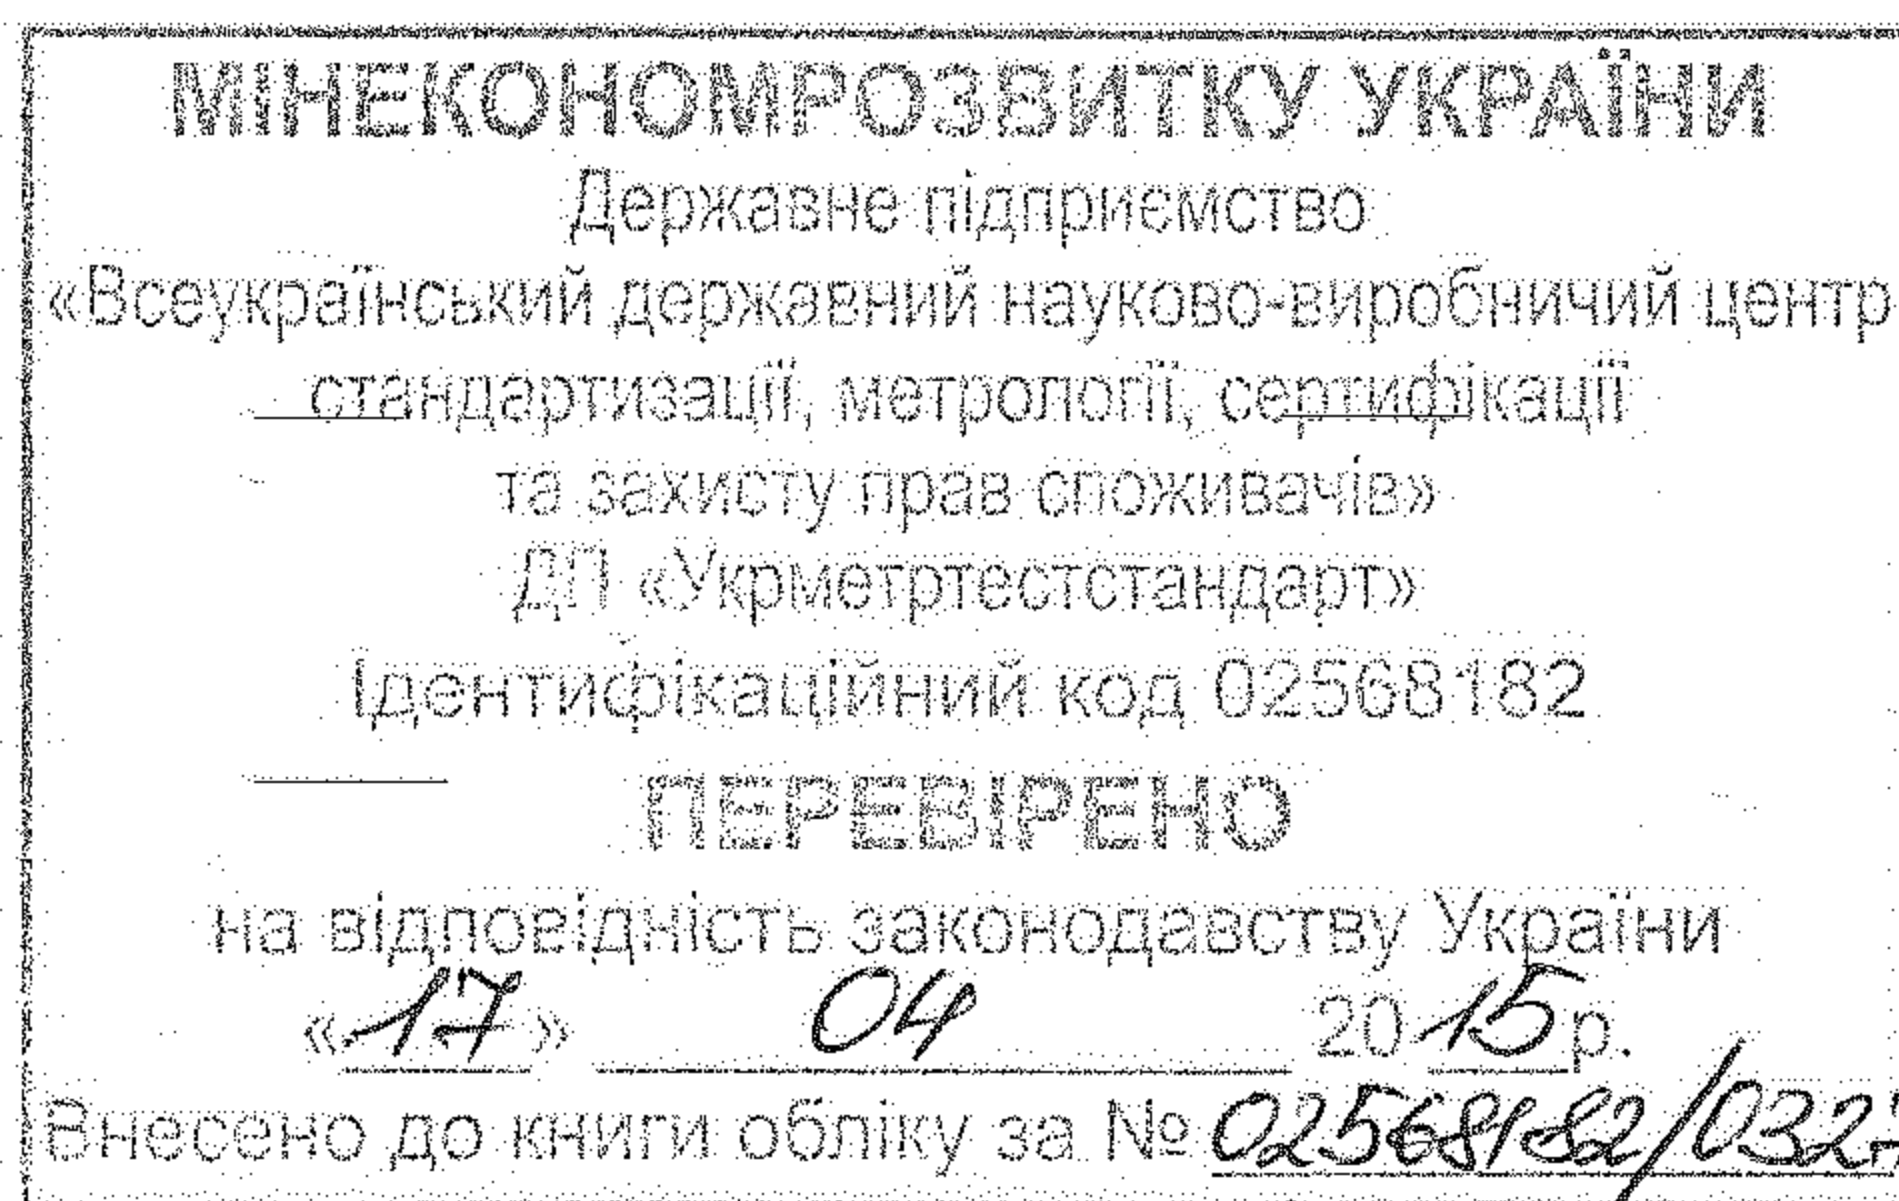 МІНЕКОНОМРОЗВИТКУ УКРАЇНИ
Державне підприємство
«Всеукраїнський державний науково-виробничий центр
стандартизації, метрології, сертифікації
та захисту прав споживачів»
ДП «Укрметртестстандарт»
Ідентифікаційний код 02568182
ПЕРЕВІРЕНО
на відповідність законодавству України
«17» 04 2015 р.
Внесено до книги обліку за № 02568182/032